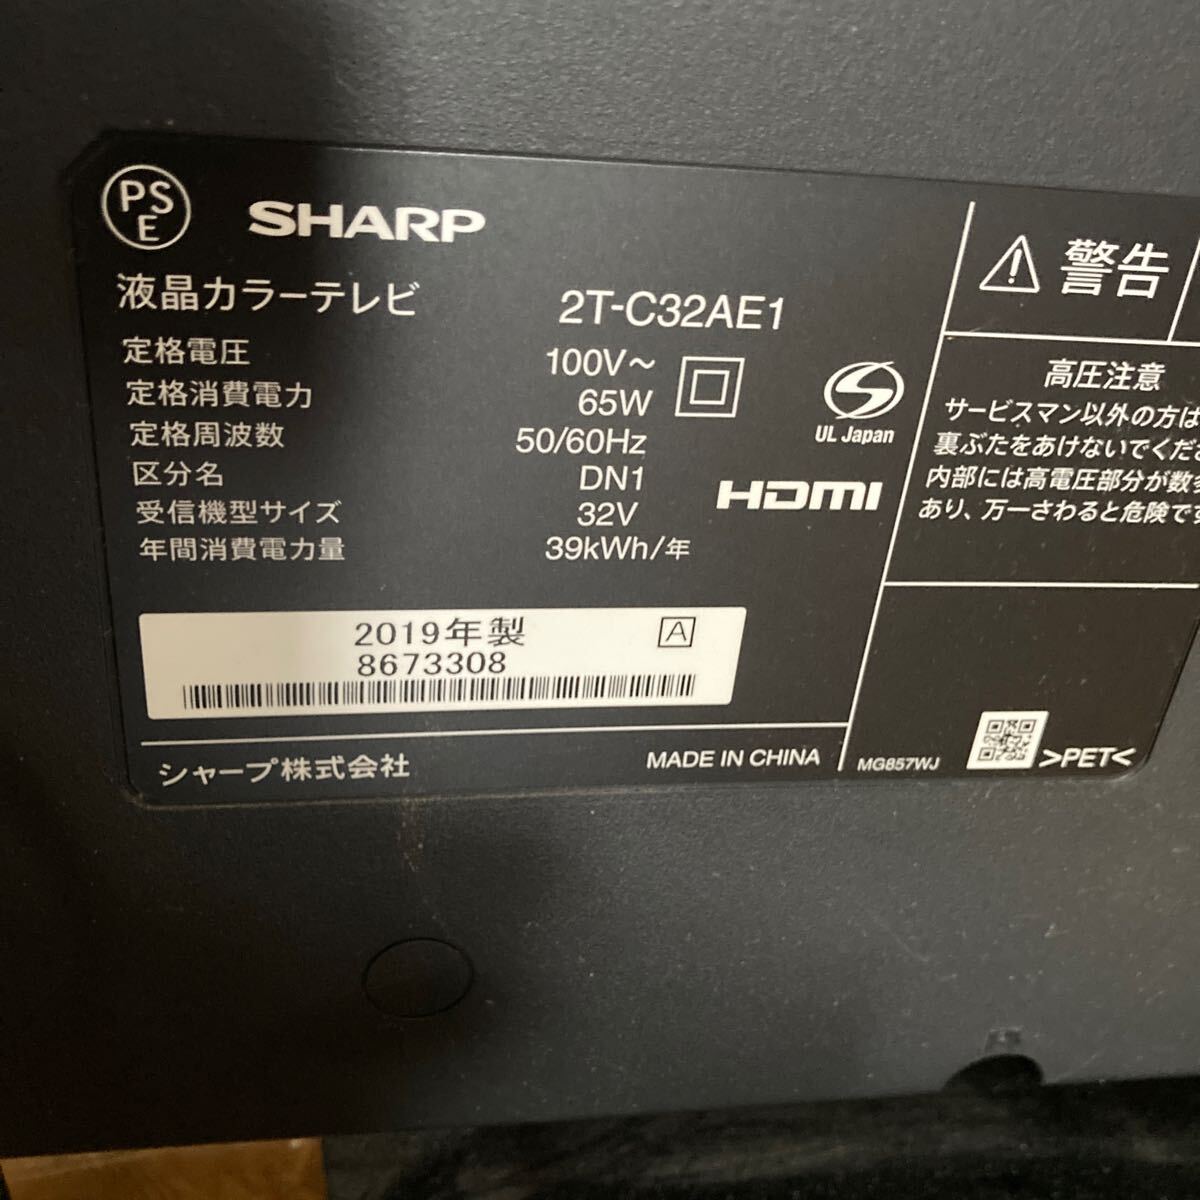 PS
E
SHARP
液晶カラーテレビ 2T-C32AE1
定格電圧 100V～
定格消費電力 65W
定格周波数 50/60Hz
区分名 DN1
受信機型サイズ 32V
年間消費電力量 39kWh/年
UL Japan
HDMI
2019年製 A
8673308
シャープ株式会社 MADE IN CHINA
警告
高圧注意
サービスマン以外の方は
裏ぶたをあけないでくださ
内部には高電圧部分が数多
あり、万一さわると危険です
MG857WJ >PET<